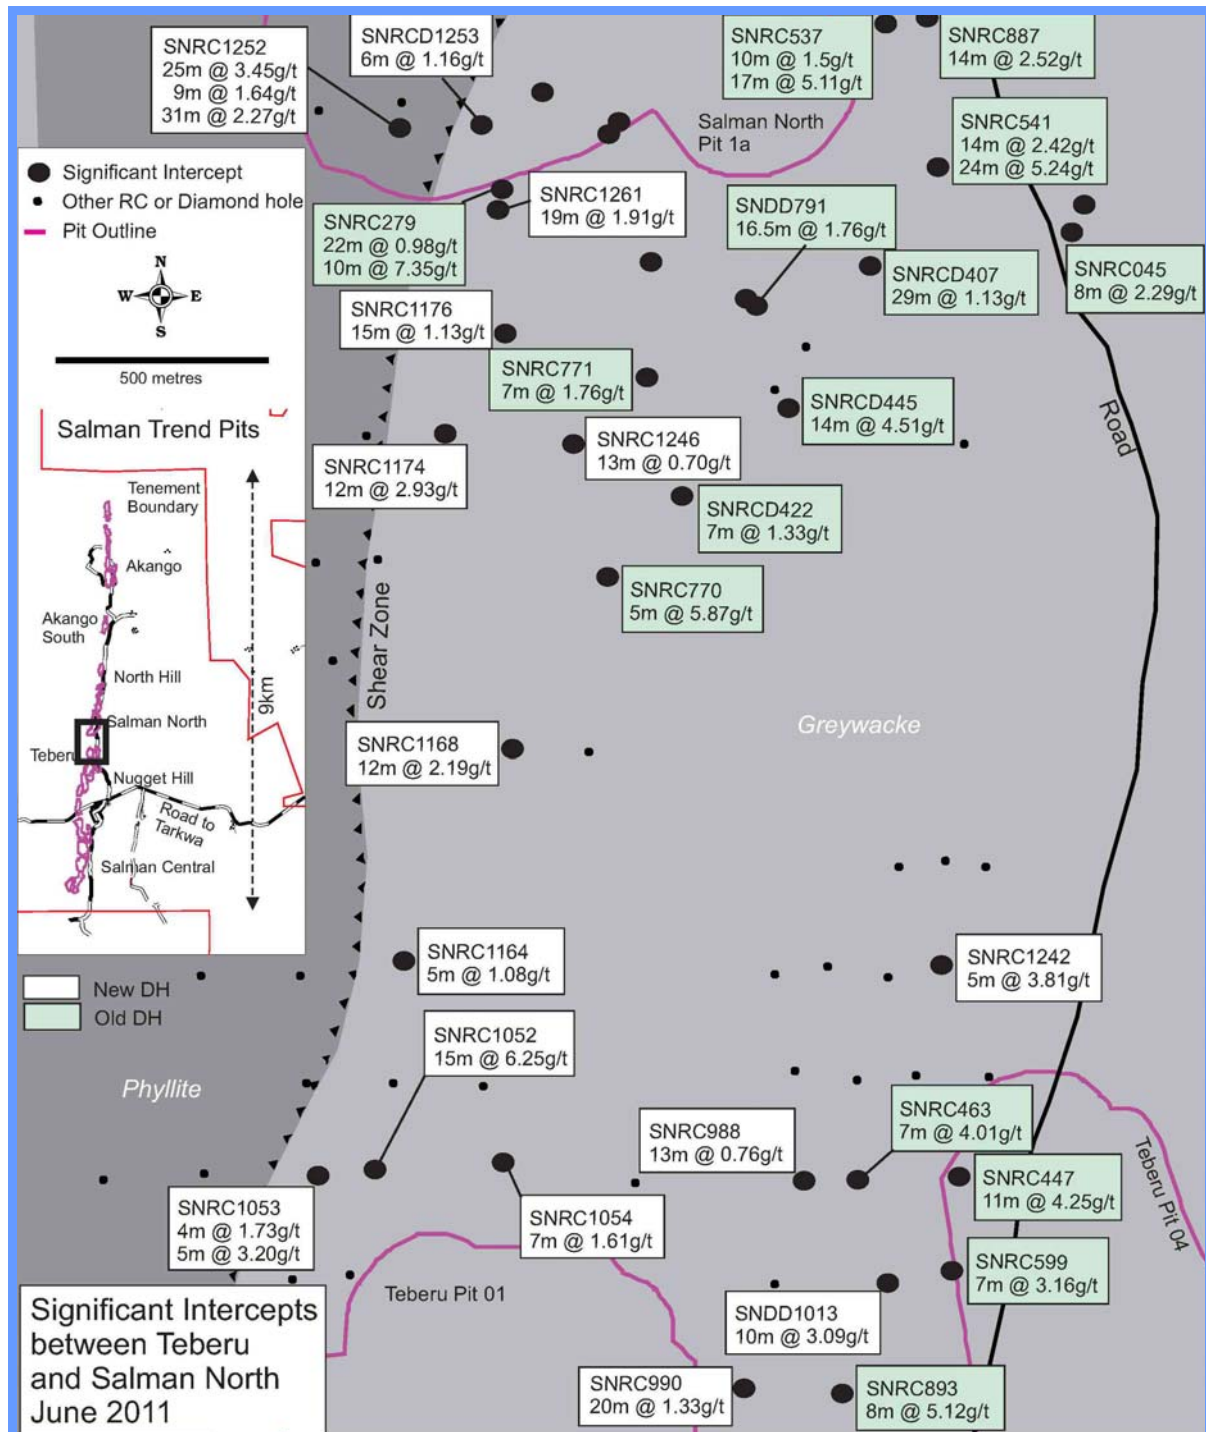 SNRC1252
25m @ 3.45g/t
9m @ 1.64g/t
31m @ 2.27g/t
SNRCD1253
6m @ 1.16g/t
SNRC537
10m @ 1.5g/t
17m @ 5.11g/t
SNRC887
14m @ 2.52g/t
Salman North
Pit 1a
SNRC541
14m @ 2.42g/t
24m @ 5.24g/t
Significant Intercept
Other RC or Diamond hole
Pit Outline
N
W E
S
500 metres
SNRC279
22m @ 0.98g/t
10m @ 7.35g/t
SNRC1261
19m @ 1.91g/t
SNDD791
16.5m @ 1.76g/t
SNRCD407
29m @ 1.13g/t
SNRC045
8m @ 2.29g/t
SNRC1176
15m @ 1.13g/t
SNRC771
7m @ 1.76g/t
SNRCD445
14m @ 4.51g/t
Road
SNRC1174
12m @ 2.93g/t
SNRC1246
13m @ 0.70g/t
SNRCD422
7m @ 1.33g/t
SNRC770
5m @ 5.87g/t
Salman Trend Pits
Tenement
Boundary
Akango
Akango
South
North Hill
Salman North
Teberu
Nugget Hill
Road to
Tarkwa
Salman Central
9km
Shear Zone
Greywacke
SNRC1168
12m @ 2.19g/t
SNRC1164
5m @ 1.08g/t
SNRC1242
5m @ 3.81g/t
New DH
Old DH
SNRC1052
15m @ 6.25g/t
Phyllite
SNRC463
7m @ 4.01g/t
SNRC988
13m @ 0.76g/t
SNRC447
11m @ 4.25g/t
Teberu Pit 04
SNRC1053
4m @ 1.73g/t
5m @ 3.20g/t
SNRC1054
7m @ 1.61g/t
SNRC599
7m @ 3.16g/t
Teberu Pit 01
SNDD1013
10m @ 3.09g/t
SNRC990
20m @ 1.33g/t
SNRC893
8m @ 5.12g/t
Significant Intercepts
between Teberu
and Salman North
June 2011